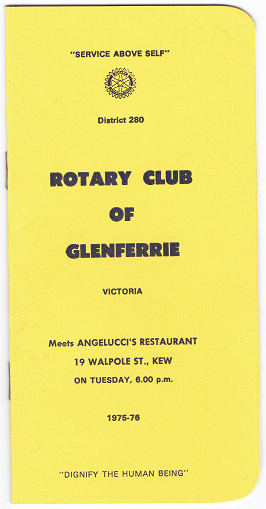 "SERVICE ABOVE SELF"
District 280
ROTARY CLUB
OF
GLENFERRIE
VICTORIA
Meets ANGELUCCI'S RESTAURANT
19 WALPOLE ST., KEW
ON TUESDAY, 6.00 p.m.
1975-76
"DIGNIFY THE HUMAN BEING"